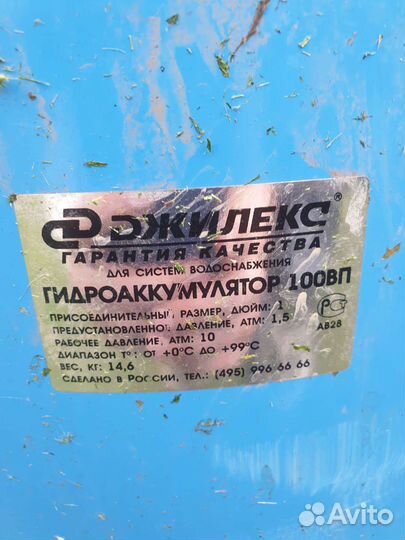 ДЖИЛЕКС®
ГАРАНТИЯ КАЧЕСТВА
ДЛЯ СИСТЕМ ВОДОСНАБЖЕНИЯ
ГИДРОАККУМУЛЯТОР 100ВП
ПРИСОЕДИНИТЕЛЬНЫЙ РАЗМЕР, ДЮЙМ: 1
ПРЕДУСТАНОВЛЕННОЕ ДАВЛЕНИЕ, АТМ: 1,5
РАБОЧЕЕ ДАВЛЕНИЕ, АТМ: 10
ДИАПАЗОН Т°: ОТ +0°С ДО +99°С
ВЕС, КГ: 14,6
СДЕЛАНО В РОССИИ, ТЕЛ.: (495) 996 66 66
РСТ
АВ28
Avito